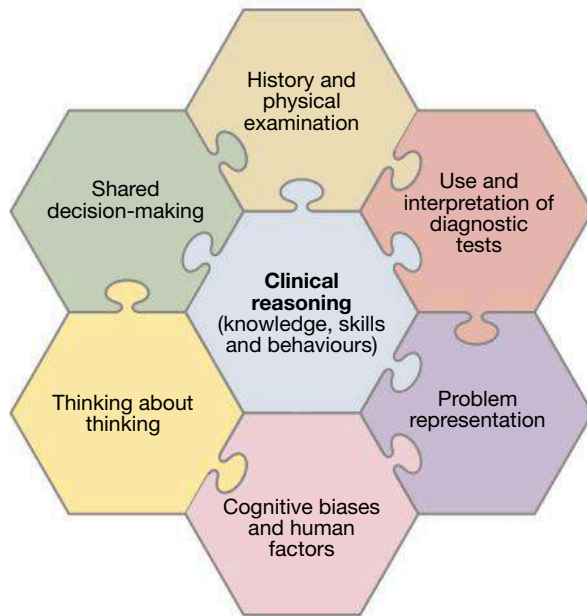 History and
physical
examination
Use and
interpretation of
diagnostic
tests
Shared
decision-making
Clinical
reasoning
(knowledge, skills
and behaviours)
Problem
representation
Thinking about
thinking
Cognitive biases
and human
factors